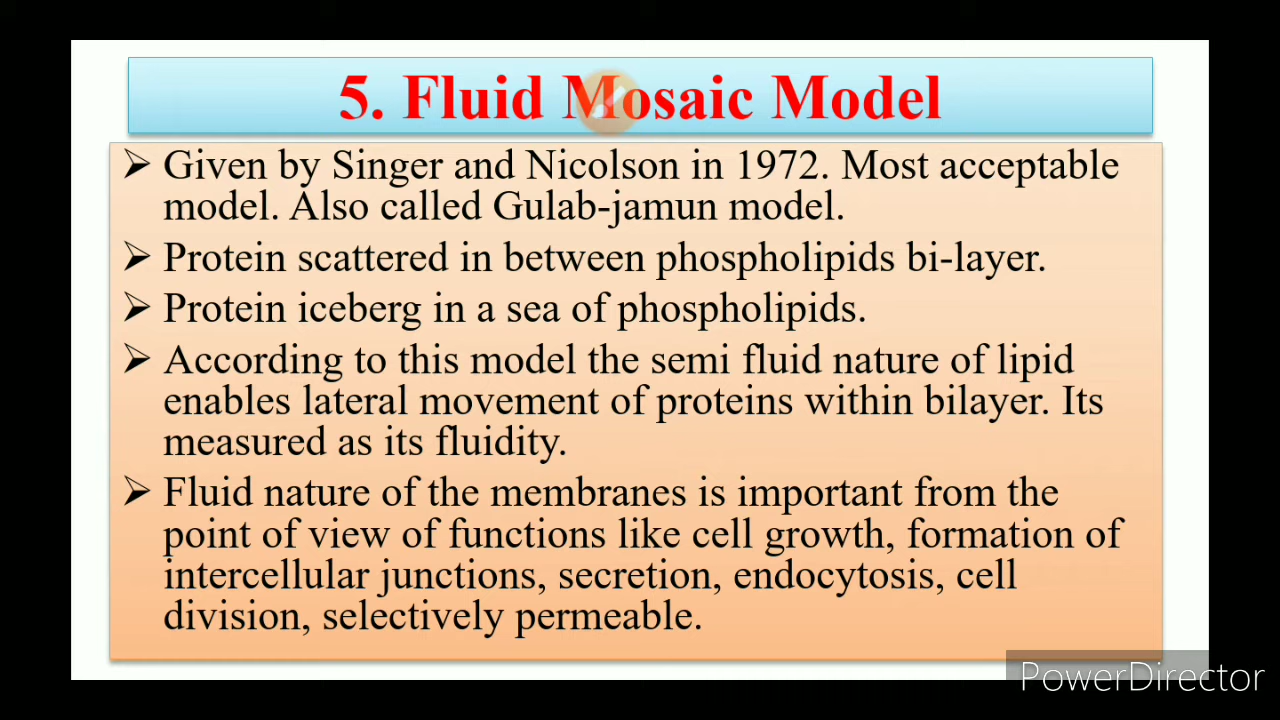 5. Fluid Mosaic Model
➢ Given by Singer and Nicolson in 1972. Most acceptable
model. Also called Gulab-jamun model.
➢ Protein scattered in between phospholipids bi-layer.
➢ Protein iceberg in a sea of phospholipids.
➢ According to this model the semi fluid nature of lipid
enables lateral movement of proteins within bilayer. Its
measured as its fluidity.
➢ Fluid nature of the membranes is important from the
point of view of functions like cell growth, formation of
intercellular junctions, secretion, endocytosis, cell
division, selectively permeable.
PowerDirector